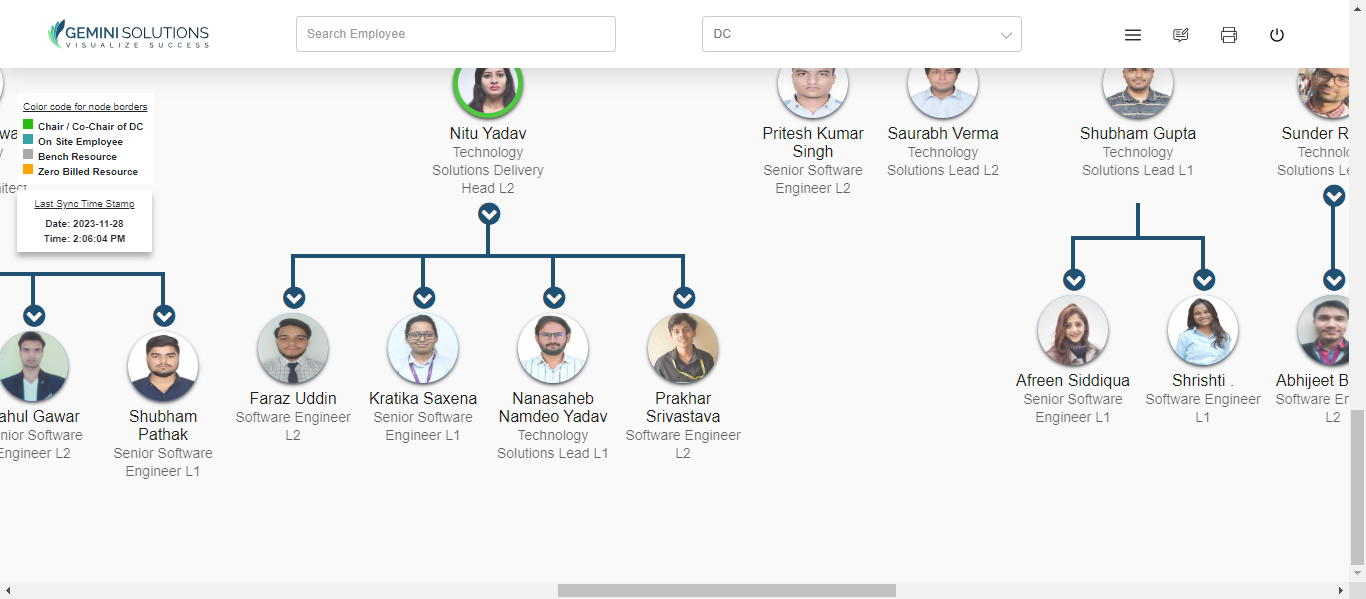 GEMINI SOLUTIONS
VISUALIZE SUCCESS
Search Employee
DC
Color code for node borders
Chair / Co-Chair of DC
On Site Employee
Bench Resource
Zero Billed Resource
Last Sync Time Stamp
Date: 2023-11-28
Time: 2:06:04 PM
Nitu Yadav
Technology
Solutions Delivery
Head L2
Pritesh Kumar
Singh
Senior Software
Engineer L2
Saurabh Verma
Technology
Solutions Lead L2
Shubham Gupta
Technology
Solutions Lead L1
Sunder R
Technolo
Solutions Le
ahul Gawar
nior Software
Engineer L2
Shubham
Pathak
Senior Software
Engineer L1
Faraz Uddin
Software Engineer
L2
Kratika Saxena
Senior Software
Engineer L1
Nanasaheb
Namdeo Yadav
Technology
Solutions Lead L1
Prakhar
Srivastava
Software Engineer
L2
Afreen Siddiqua
Senior Software
Engineer L1
Shrishti .
Software Engineer
L1
Abhijeet B
Software En
L2